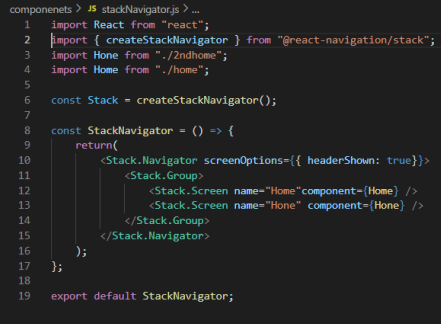 componenets > JS stackNavigator.js > ...
1 import React from "react";
2 import { createStackNavigator } from "@react-navigation/stack";
3 import Hone from "./2ndhome";
4 import Home from "./home";
5
6 const Stack = createStackNavigator();
7
8 const StackNavigator = () => {
9 return(
10 <Stack.Navigator screenOptions={{ headerShown: true}}>
11 <Stack.Group>
12 <Stack.Screen name="Home"component={Home} />
13 <Stack.Screen name="Hone" component={Hone} />
14 </Stack.Group>
15 </Stack.Navigator>
16 );
17 };
18
19 export default StackNavigator;